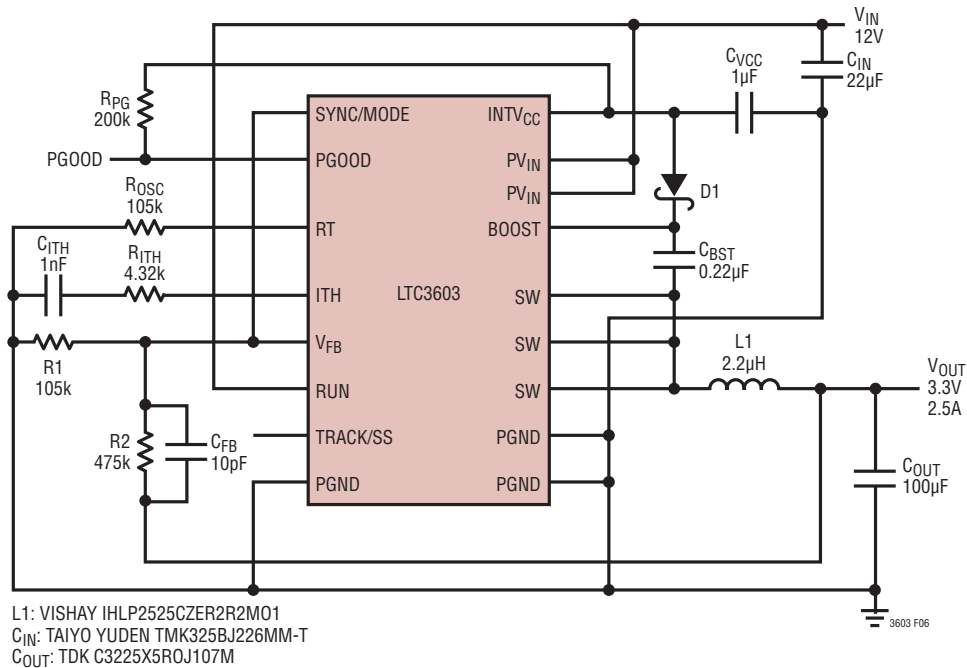 VIN
12V
CVCC
1µF
CIN
22µF
RPG
200k
SYNC/MODE
INTVCC
PGOOD
PGOOD
PVIN
PVIN
D1
ROSC
105k
RT
BOOST
CBST
0.22µF
CITH
1nF
RITH
4.32k
ITH
LTC3603
SW
VFB
SW
R1
105k
L1
2.2µH
RUN
SW
VOUT
3.3V
2.5A
R2
475k
CFB
10pF
TRACK/SS
PGND
PGND
PGND
COUT
100µF
3603 F06
L1: VISHAY IHLP2525CZER2R2MO1
CIN: TAIYO YUDEN TMK325BJ226MM-T
COUT: TDK C3225X5ROJ107M